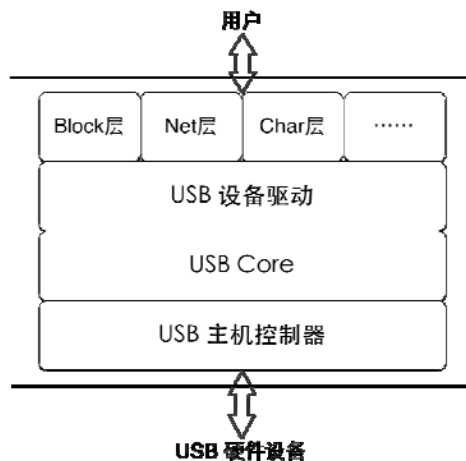 用户
Block层 Net层 Char层 ……
USB 设备驱动
USB Core
USB 主机控制器
USB 硬件设备